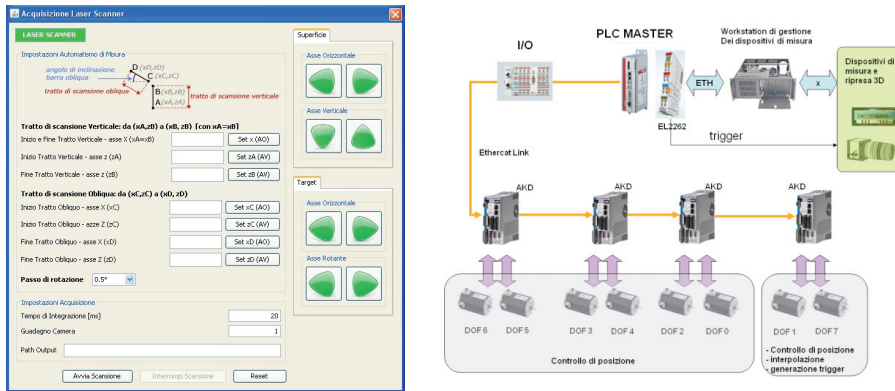 Acquisizione Laser Scanner
LASER SCANNER
Impostazioni Automatismo di Misura
D (xD,zD)
angolo di inclinazione
barra obliqua
C (xC,zC)
tratto di scansione obliqua
B (xB,zB)
tratto di scansione verticale
A (xA,zA)
Tratto di scansione Verticale: da (xA,zB) a (xB, zB) [con xA=xB]
Inizio e Fine Tratto Verticale - asse X (xA=xB)
Set x (AO)
Inizio Tratto Verticale - asse z (zA)
Set zA (AV)
Fine Tratto Verticale - asse z (zB)
Set zB (AV)
Tratto di scansione Obliqua: da (xC,zC) a (xD, zD)
Inizio Tratto Obliquo - asse X (xC)
Set xC (AO)
Inizio Tratto Obliquo - azze Z (zC)
Set zC (AV)
Fine Tratto Obliquo - asse X (xD)
Set xD (AO)
Fine Tratto Obliquo - asse Z (zD)
Set zD (AV)
Passo di rotazione
0.5°
Impostazioni Acquisizione
Tempo di Integrazione [ms]
20
Guadagno Camera
1
Path Output
Avvia Scansione
Interrompi Scansione
Reset
Superficie
Asse Orizzontale
Asse Verticale
Target
Asse Orizzontale
Asse Rotante
I/O
PLC MASTER
Workstation di gestione
Dei dispositivi di misura
ETH
x
Dispositivi di
misura e
ripresa 3D
EL2262
trigger
Ethercat Link
AKD
AKD
AKD
AKD
DOF 6
DOF 5
DOF 3
DOF 4
DOF 2
DOF 0
DOF 1
DOF 7
Controllo di posizione
- Controllo di posizione
- interpolazione
- generazione trigger